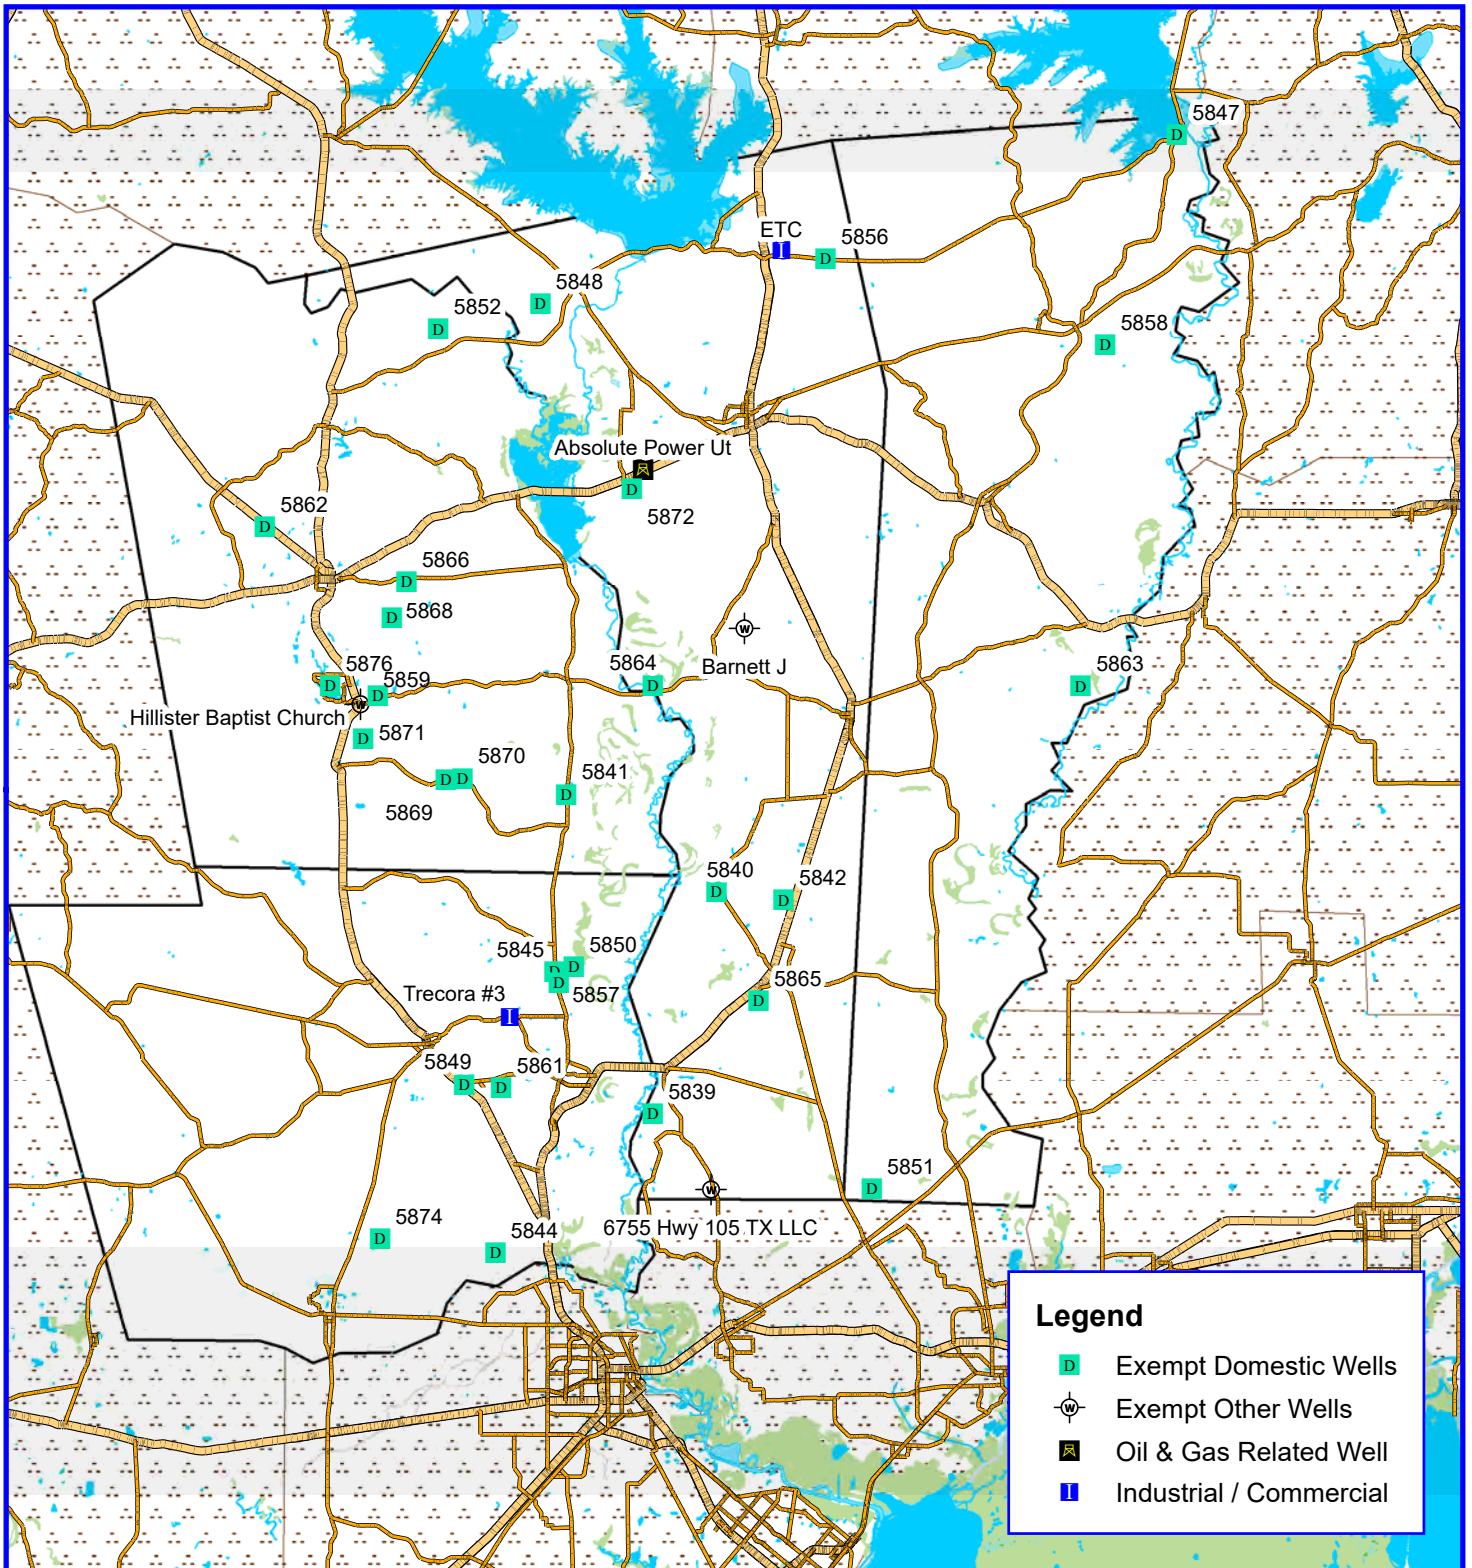 5847
ETC
5856
5848
5852
5858
Absolute Power Ut
5872
5862
5866
5868
Barnett J
5864
5863
5876
5859
Hillister Baptist Church
5871
5870
5869
5841
5840
5842
5845
5850
5857
5865
Trecora #3
5849
5861
5839
5851
5874
5844
6755 Hwy 105 TX LLC
Legend
D Exempt Domestic Wells
W Exempt Other Wells
Oil & Gas Related Well
I Industrial / Commercial